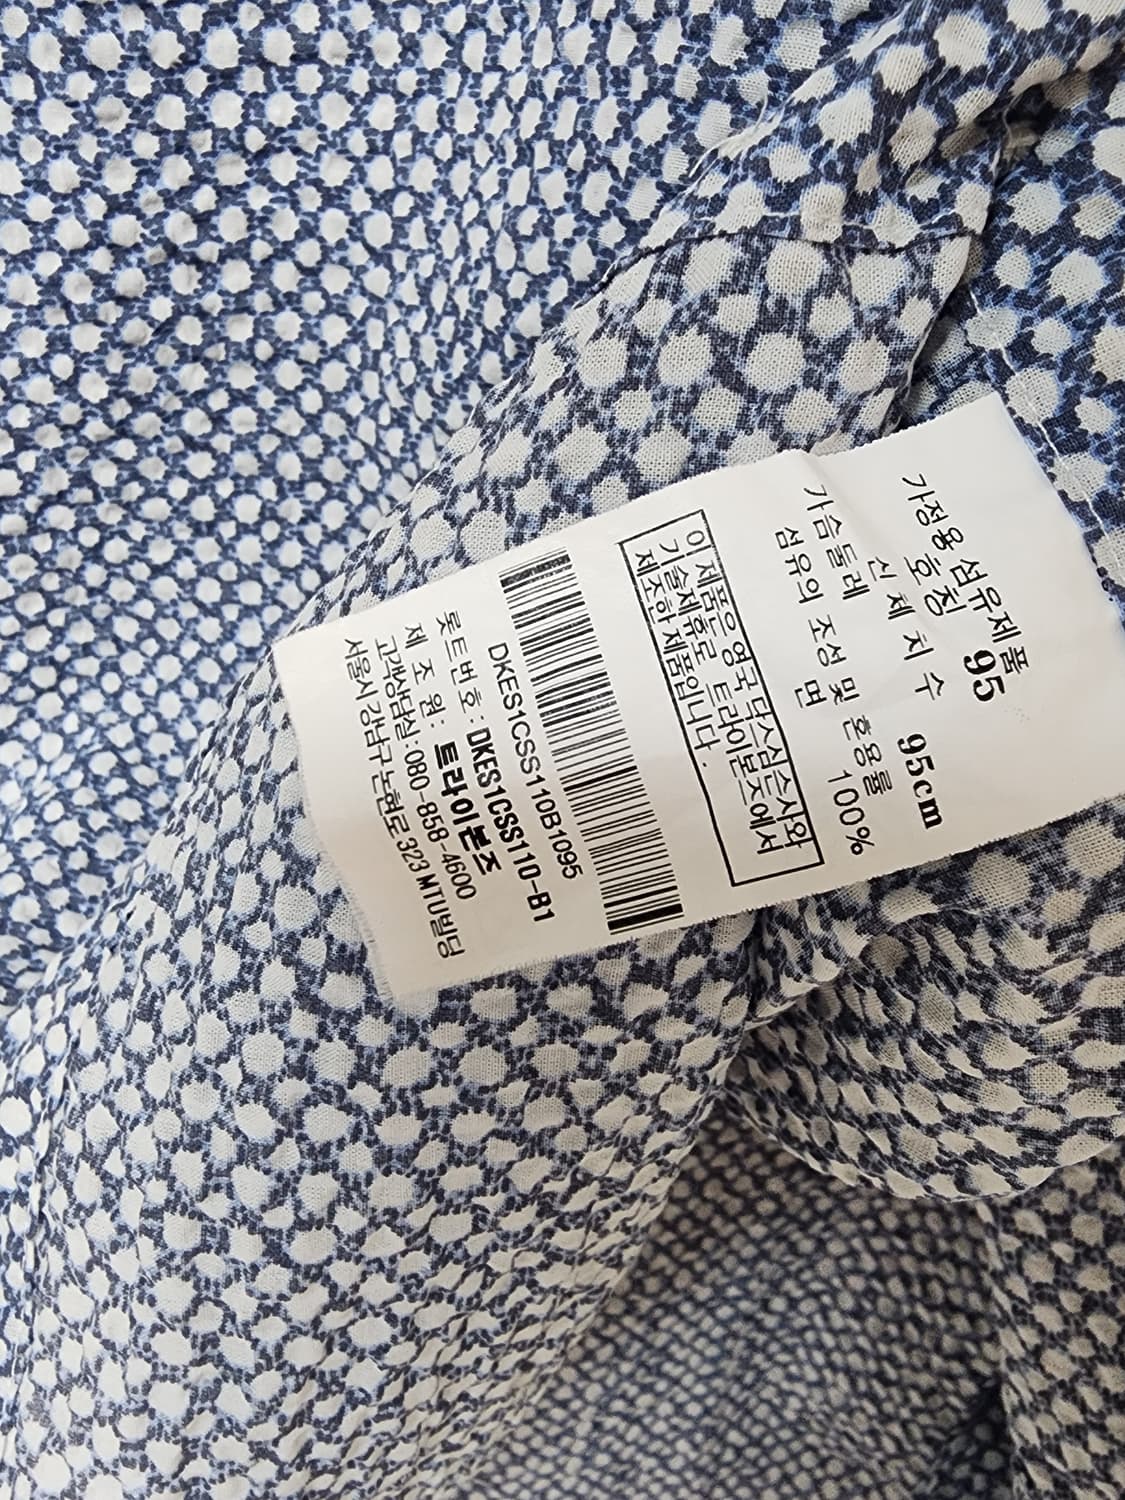 가정용 섬유제품
호칭 95
신체치수
가슴둘레 95cm
섬유의 조성 및 혼용률
면 100%
이 제품은 영국 닥스심슨사와
기술제휴로 트라이본즈에서
제조한 제품입니다.
DKES1CSS110B1095
롯트번호 : DKES1CSS110-B1
제 조 원 : 트라이본즈
고객상담실:080-858-4600
서울시 강남구 논현로 323 MTU빌딩